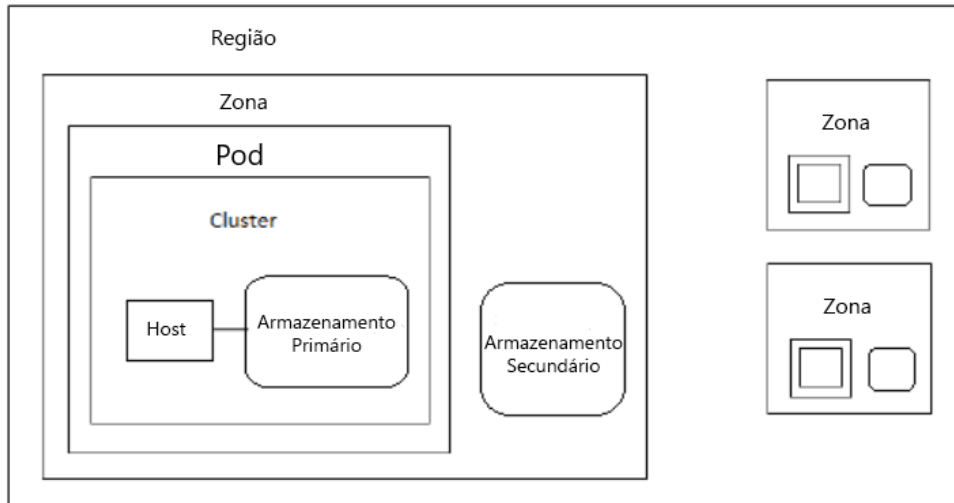 Região
Zona
Pod
Cluster
Host
Armazenamento
Primário
Armazenamento
Secundário
Zona
Zona